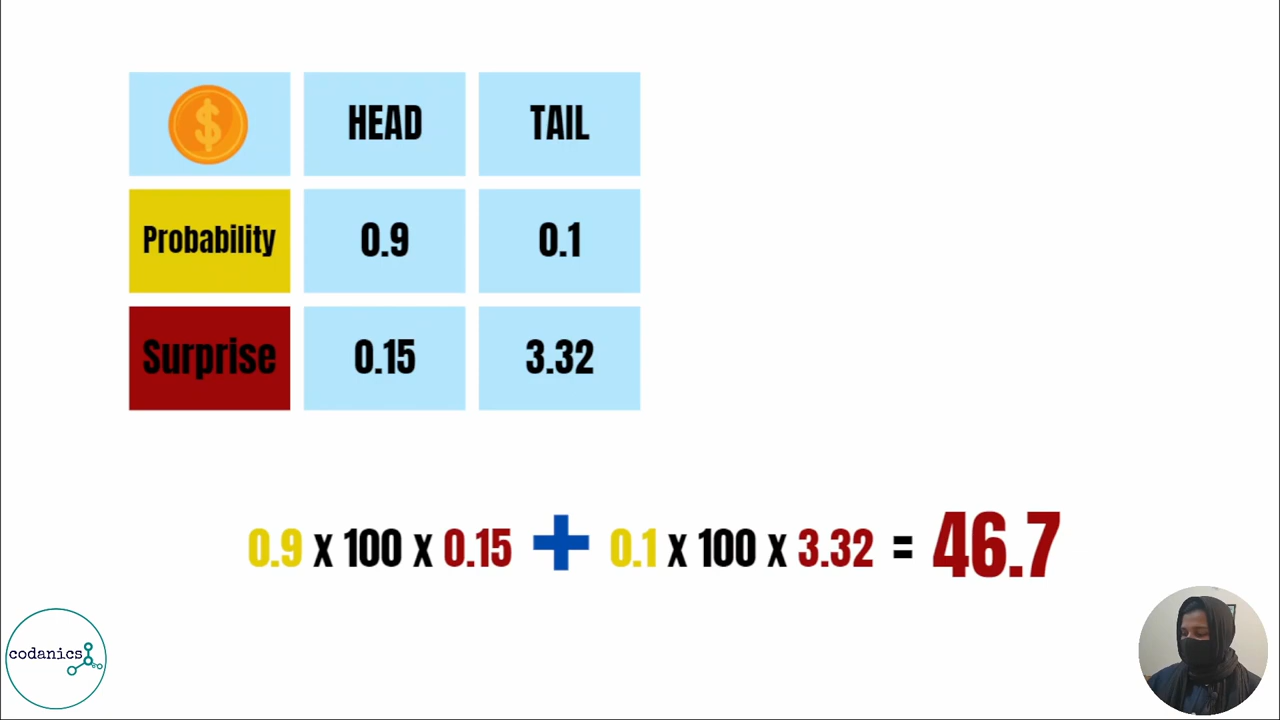 $ HEAD TAIL
Probability 0.9 0.1
Surprise 0.15 3.32
0.9 x 100 x 0.15 + 0.1 x 100 x 3.32 = 46.7
codanics